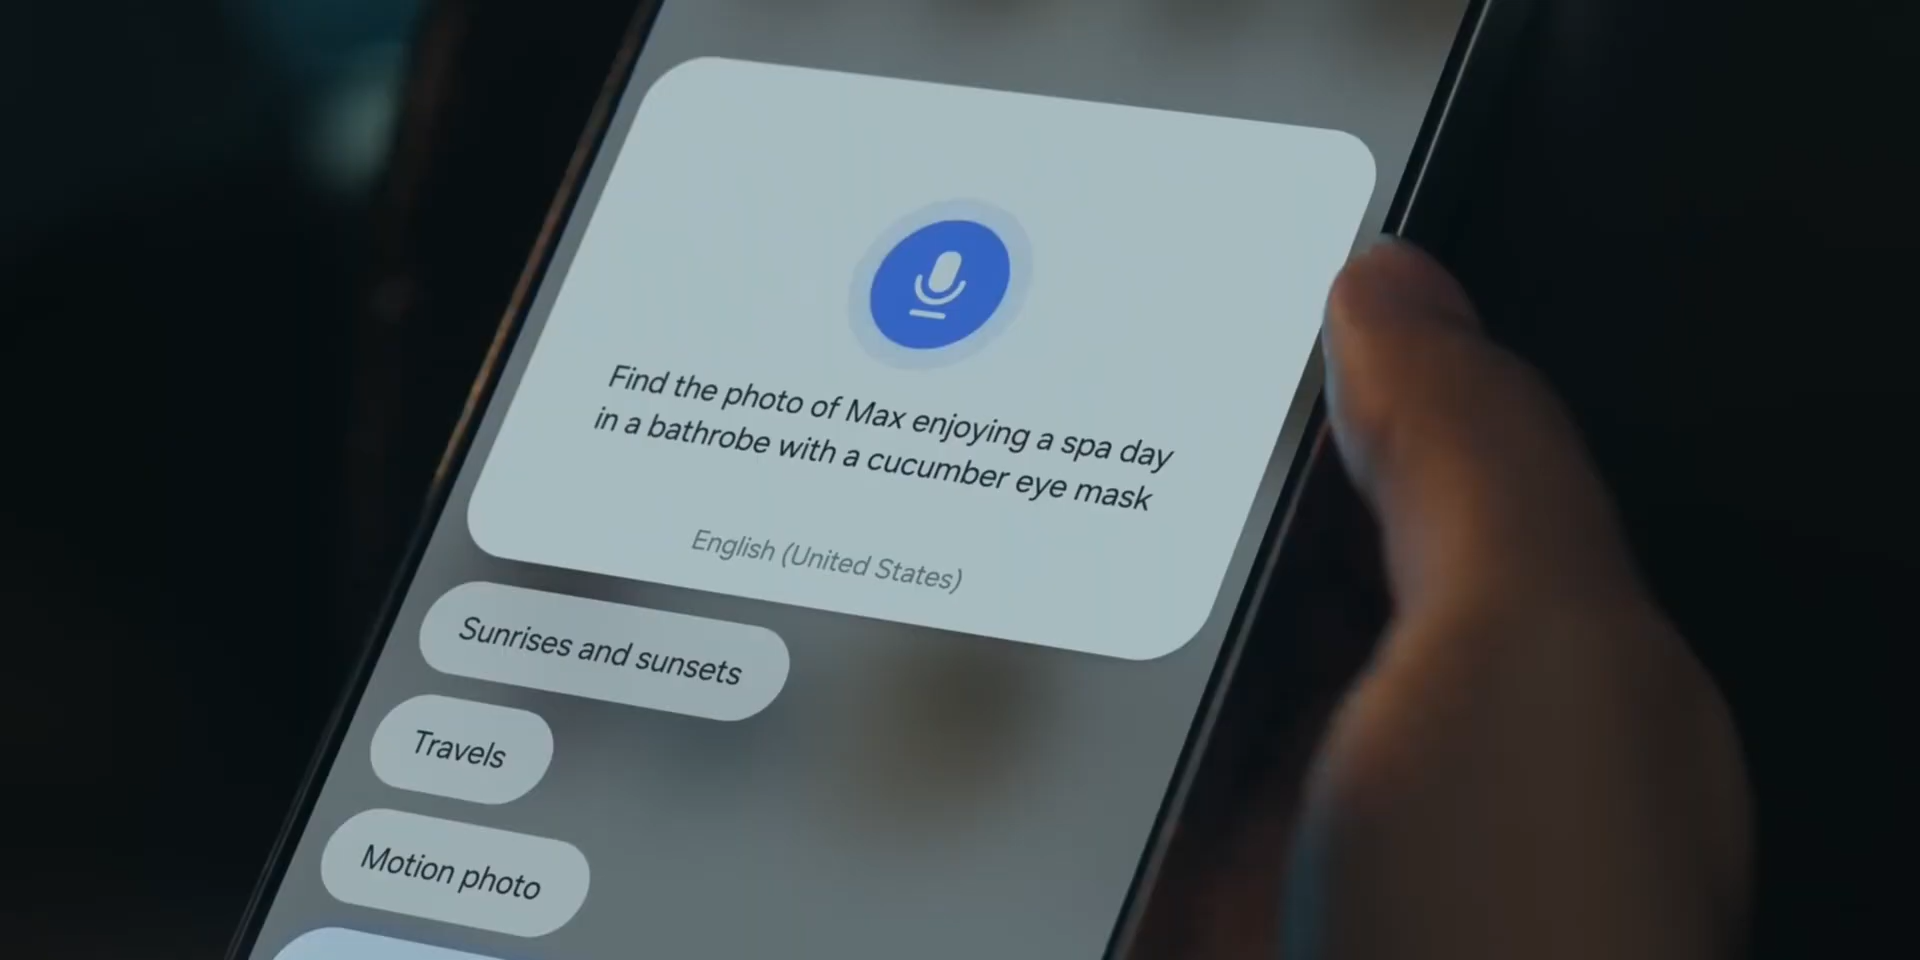 Find the photo of Max enjoying a spa day
in a bathrobe with a cucumber eye mask
English (United States)
Sunrises and sunsets
Travels
Motion photo